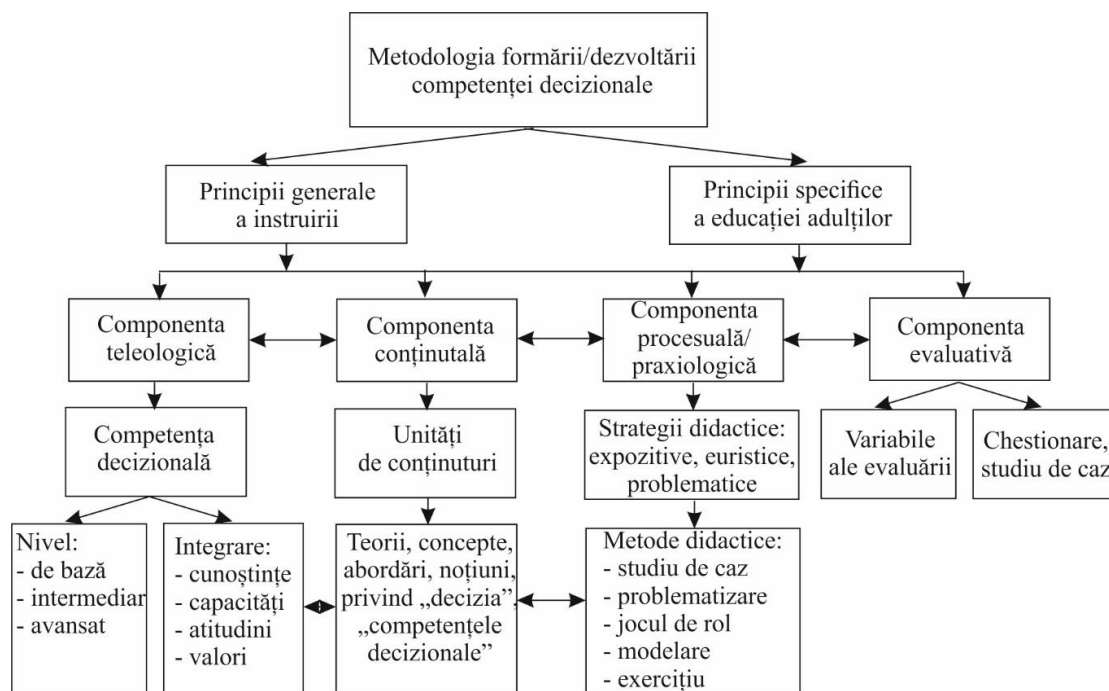 Metodologia formării/dezvoltării
competenței decizionale
Principii generale
a instruirii
Principii specifice
a educației adulților
Componenta
teleologică
Componenta
conținutală
Componenta
procesuală/
praxiologică
Componenta
evaluativă
Competența
decizională
Unități
de conținuturi
Strategii didactice:
expozitive, euristice,
problematice
Variabile
ale evaluării
Chestionare,
studiu de caz
Nivel:
- de bază
- intermediar
- avansat
Integrare:
- cunoștințe
- capacități
- atitudini
- valori
Teorii, concepte,
abordări, noțiuni,
privind „decizia”,
„competențele
decizionale”
Metode didactice:
- studiu de caz
- problematizare
- jocul de rol
- modelare
- exercițiu